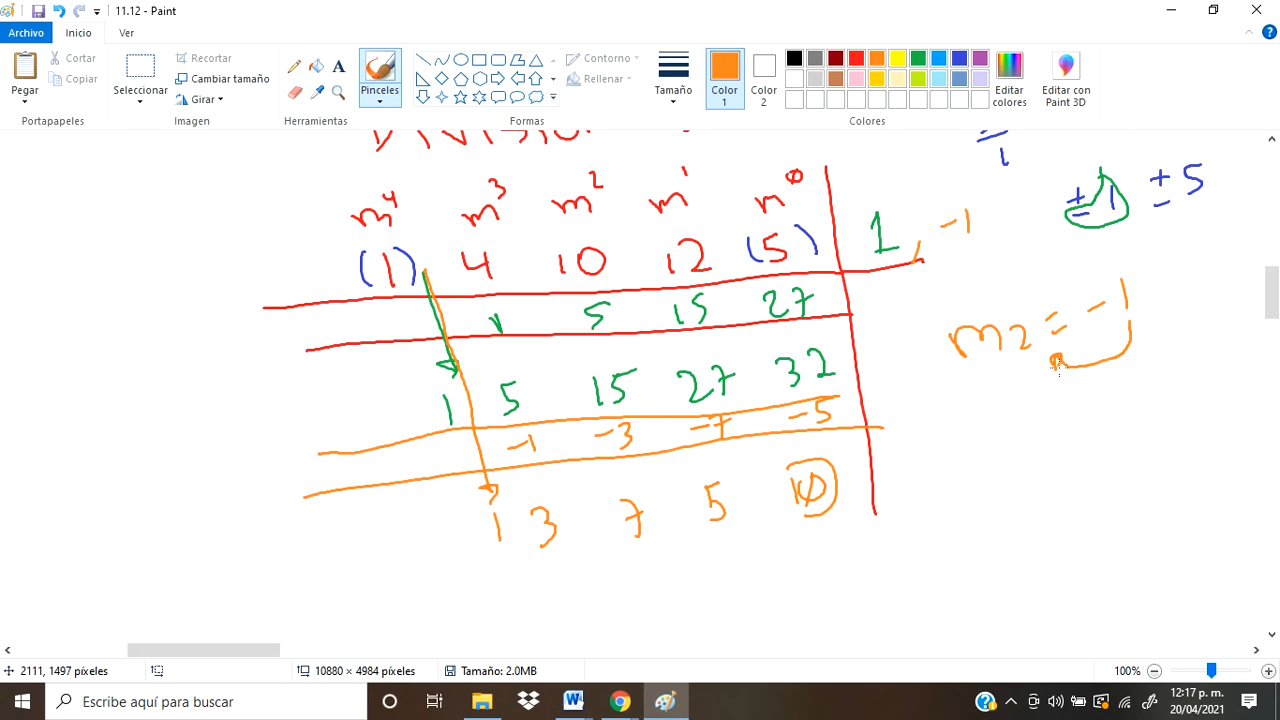 11.12 - Paint
Archivo Inicio Ver
Pegar
Cortar
Copiar
Portapapeles
Seleccionar
Recortar
Cambiar tamaño
Girar
Imagen
A
Herramientas
Pinceles
Contorno
Rellenar
Formas
Tamaño
Color 1
Color 2
Editar colores
Editar con Paint 3D
Colores
± 1 ± 5
m⁴ m³ m² m¹ m⁰
(1) 4 10 12 (5) 1, -1
1 5 15 27
m2 = -1
1 5 15 27 32
-1 -3 -7 -5
1 3 7 5 0
2111, 1497 píxeles 10880 × 4984 píxeles Tamaño: 2.0MB 100%
Escribe aquí para buscar
12:17 p. m.
20/04/2021